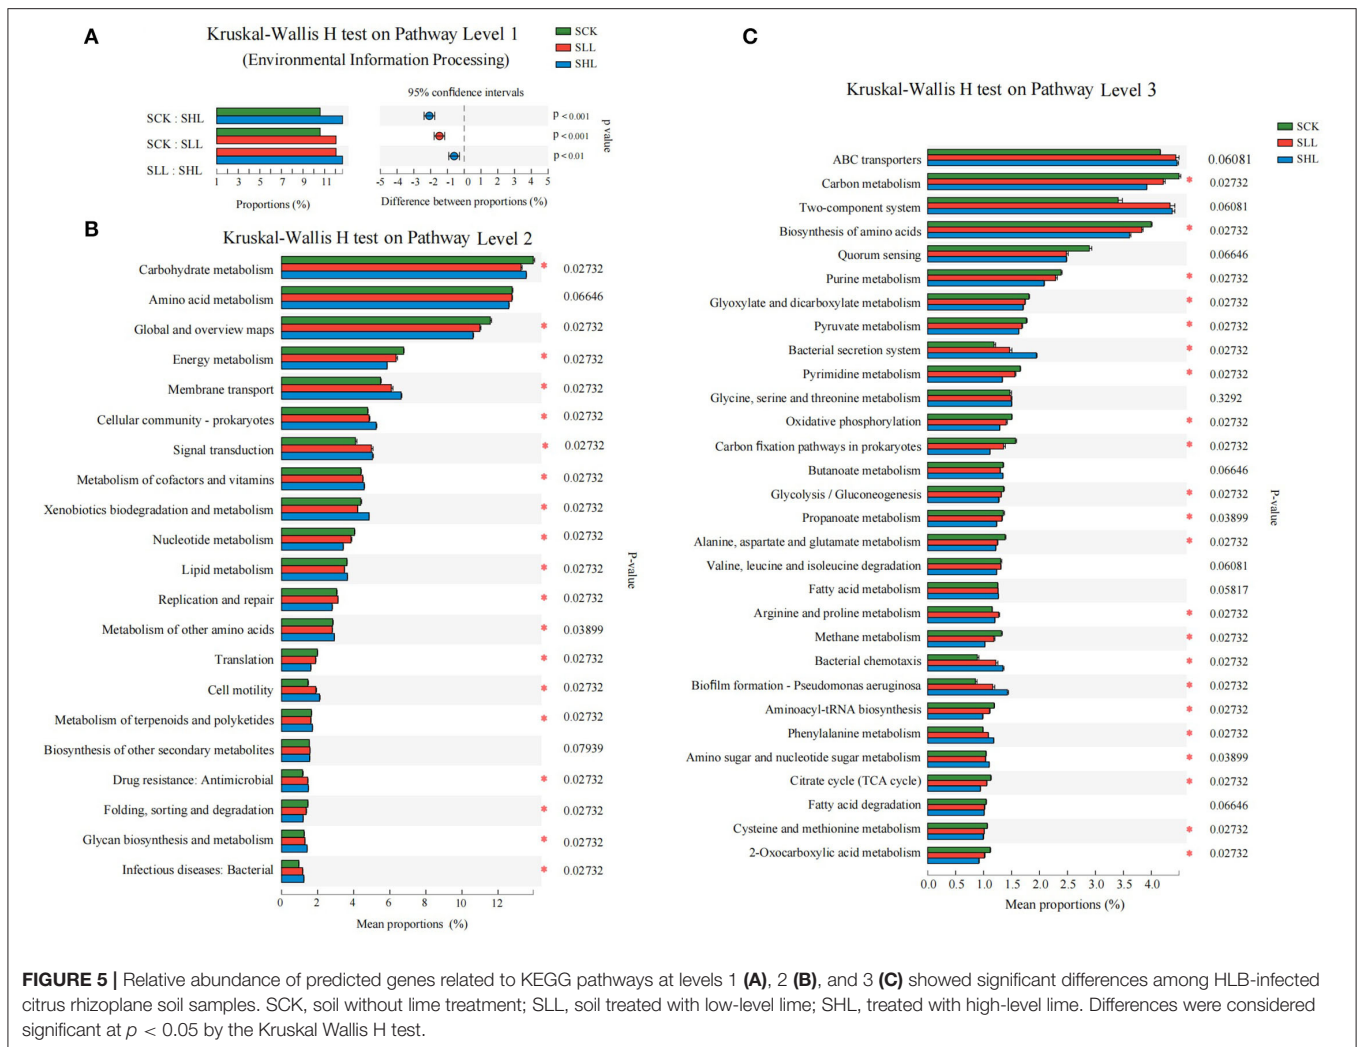 A
Kruskal-Wallis H test on Pathway Level 1
(Environmental Information Processing)
SCK
SLL
SHL
95% confidence intervals
SCK : SHL
SCK : SLL
SLL : SHL
p < 0.001
p < 0.001
p < 0.01
p value
1 3 5 7 9 11
Proportions (%)
-5 -4 -3 -2 -1 0 1 2 3 4 5
Difference between proportions (%)
B
Kruskal-Wallis H test on Pathway Level 2
Carbohydrate metabolism * 0.02732
Amino acid metabolism 0.06646
Global and overview maps * 0.02732
Energy metabolism * 0.02732
Membrane transport * 0.02732
Cellular community - prokaryotes * 0.02732
Signal transduction * 0.02732
Metabolism of cofactors and vitamins * 0.02732
Xenobiotics biodegradation and metabolism * 0.02732
Nucleotide metabolism * 0.02732
Lipid metabolism * 0.02732
Replication and repair * 0.02732
Metabolism of other amino acids * 0.03899
Translation * 0.02732
Cell motility * 0.02732
Metabolism of terpenoids and polyketides * 0.02732
Biosynthesis of other secondary metabolites 0.07939
Drug resistance: Antimicrobial * 0.02732
Folding, sorting and degradation * 0.02732
Glycan biosynthesis and metabolism * 0.02732
Infectious diseases: Bacterial * 0.02732
P-value
0 2 4 6 8 10 12
Mean proportions (%)
C
Kruskal-Wallis H test on Pathway Level 3
SCK
SLL
SHL
ABC transporters 0.06081
Carbon metabolism * 0.02732
Two-component system 0.06081
Biosynthesis of amino acids * 0.02732
Quorum sensing 0.06646
Purine metabolism * 0.02732
Glyoxylate and dicarboxylate metabolism * 0.02732
Pyruvate metabolism * 0.02732
Bacterial secretion system * 0.02732
Pyrimidine metabolism * 0.02732
Glycine, serine and threonine metabolism 0.3292
Oxidative phosphorylation * 0.02732
Carbon fixation pathways in prokaryotes * 0.02732
Butanoate metabolism 0.06646
Glycolysis / Gluconeogenesis * 0.02732
Propanoate metabolism * 0.03899
Alanine, aspartate and glutamate metabolism * 0.02732
Valine, leucine and isoleucine degradation 0.06081
Fatty acid metabolism 0.05817
Arginine and proline metabolism * 0.02732
Methane metabolism * 0.02732
Bacterial chemotaxis * 0.02732
Biofilm formation - Pseudomonas aeruginosa * 0.02732
Aminoacyl-tRNA biosynthesis * 0.02732
Phenylalanine metabolism * 0.02732
Amino sugar and nucleotide sugar metabolism * 0.03899
Citrate cycle (TCA cycle) * 0.02732
Fatty acid degradation 0.06646
Cysteine and methionine metabolism * 0.02732
2-Oxocarboxylic acid metabolism * 0.02732
P-value
0.0 0.5 1.0 1.5 2.0 2.5 3.0 3.5 4.0
Mean proportions (%)
FIGURE 5 | Relative abundance of predicted genes related to KEGG pathways at levels 1 (A), 2 (B), and 3 (C) showed significant differences among HLB-infected
citrus rhizoplane soil samples. SCK, soil without lime treatment; SLL, soil treated with low-level lime; SHL, treated with high-level lime. Differences were considered
significant at p < 0.05 by the Kruskal Wallis H test.